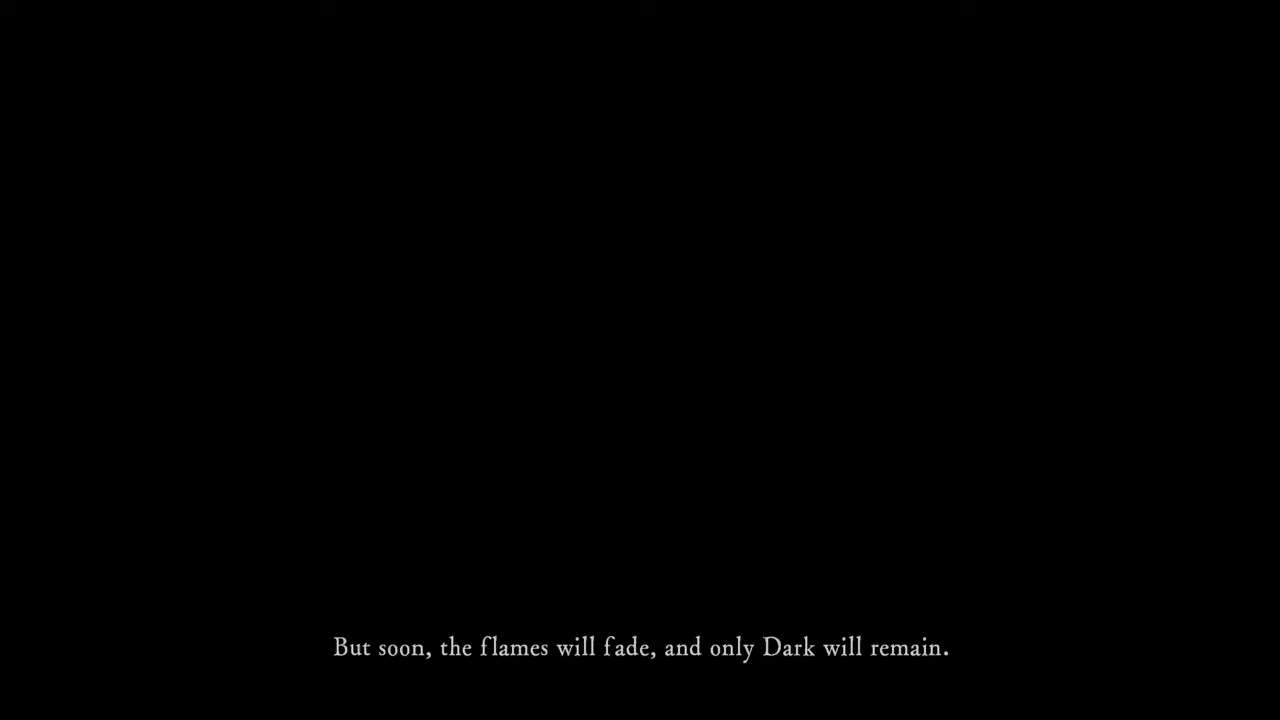 But soon, the flames will fade, and only Dark will remain.